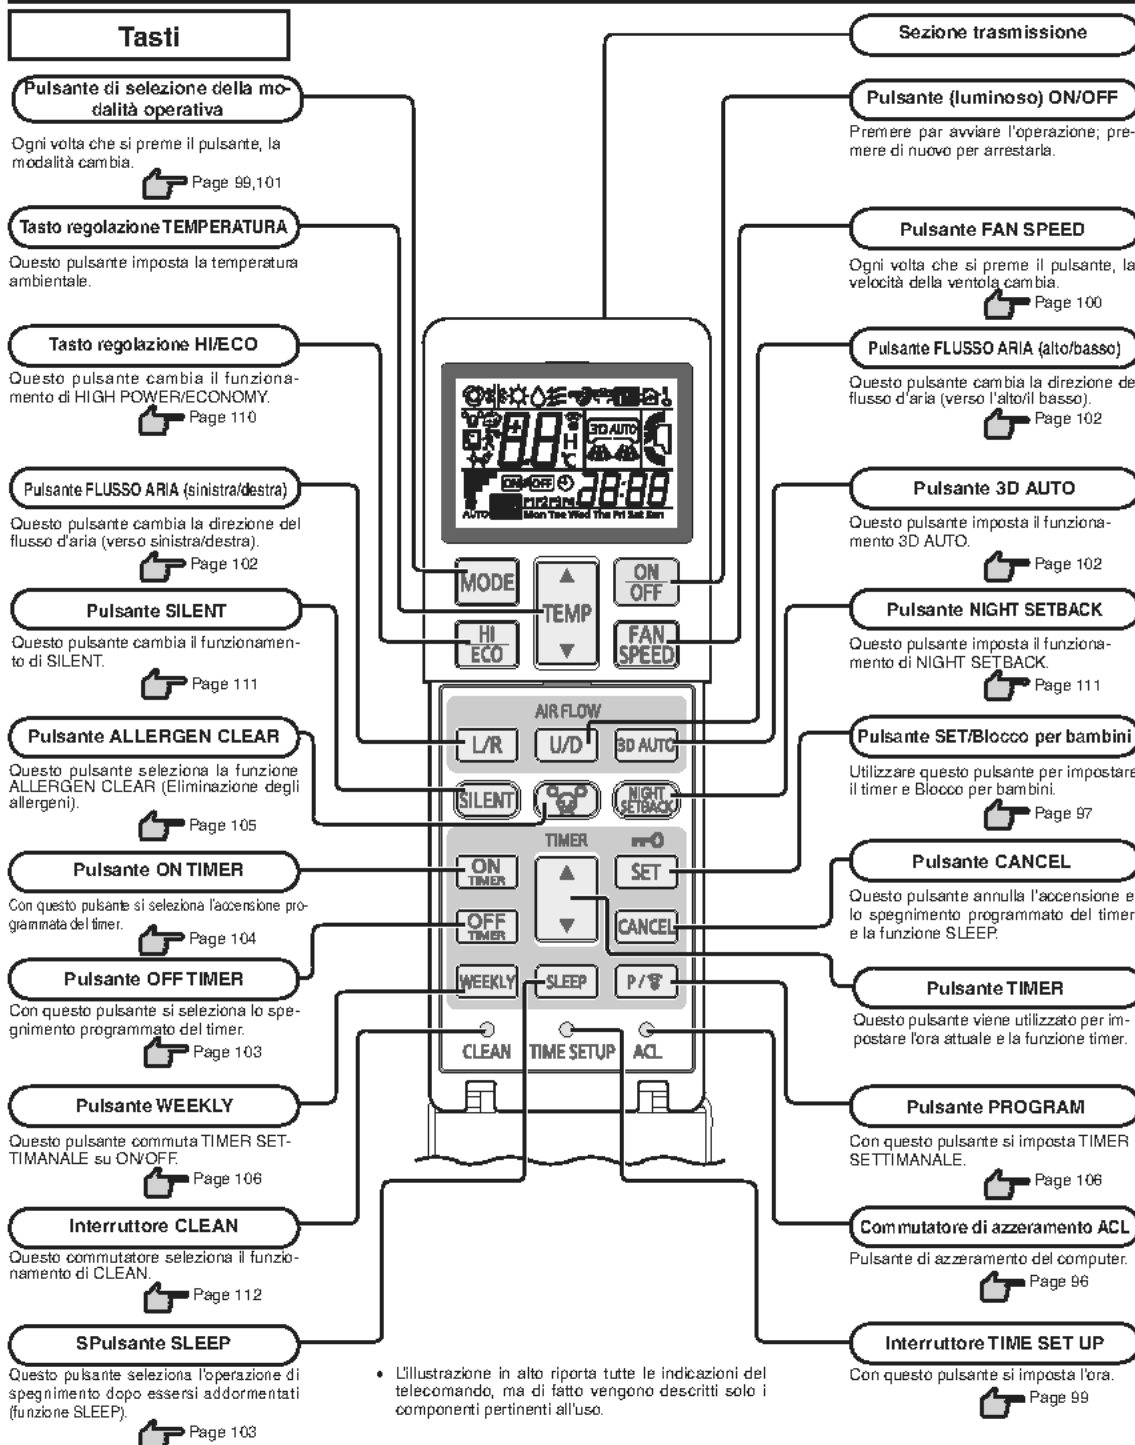 Tasti
Pulsante di selezione della mo-
dalità operativa
Ogni volta che si preme il pulsante, la
modalità cambia.
Page 99,101
Tasto regolazione TEMPERATURA
Questo pulsante imposta la temperatura
ambientale.
Tasto regolazione HI/ECO
Questo pulsante cambia il funziona-
mento di HIGH POWER/ECONOMY.
Page 110
Pulsante FLUSSO ARIA (sinistra/destra)
Questo pulsante cambia la direzione del
flusso d'aria (verso sinistra/destra).
Page 102
Pulsante SILENT
Questo pulsante cambia il funzionamen-
to di SILENT.
Page 111
Pulsante ALLERGEN CLEAR
Questo pulsante seleziona la funzione
ALLERGEN CLEAR (Eliminazione degli
allergeni).
Page 105
Pulsante ON TIMER
Con questo pulsante si seleziona l'accensione pro-
grammata del timer.
Page 104
Pulsante OFF TIMER
Con questo pulsante si seleziona lo spe-
gnimento programmato del timer.
Page 103
Pulsante WEEKLY
Questo pulsante commuta TIMER SET-
TIMANALE su ON/OFF.
Page 106
Interruttore CLEAN
Questo commutatore seleziona il funzio-
namento di CLEAN.
Page 112
SPulsante SLEEP
Questo pulsante seleziona l'operazione di
spegnimento dopo essersi addormentati
(funzione SLEEP).
Page 103
3D AUTO
H
°C
ON OFF
88:88
AUTO
P1 P2 P3 P4
Mon Tue Wed Thu Fri Sat Sun
MODE
TEMP
ON
OFF
HI
ECO
FAN
SPEED
AIR FLOW
L/R
U/D
3D AUTO
SILENT
NIGHT
SETBACK
TIMER
ON
TIMER
SET
OFF
TIMER
CANCEL
WEEKLY
SLEEP
P/
CLEAN
TIME SETUP
ACL
• L'illustrazione in alto riporta tutte le indicazioni del
telecomando, ma di fatto vengono descritti solo i
componenti pertinenti all'uso.
Sezione trasmissione
Pulsante (luminoso) ON/OFF
Premere par avviare l'operazione; pre-
mere di nuovo per arrestarla.
Pulsante FAN SPEED
Ogni volta che si preme il pulsante, la
velocità della ventola cambia.
Page 100
Pulsante FLUSSO ARIA (alto/basso)
Questo pulsante cambia la direzione de
flusso d'aria (verso l'alto/il basso).
Page 102
Pulsante 3D AUTO
Questo pulsante imposta il funziona-
mento 3D AUTO.
Page 102
Pulsante NIGHT SETBACK
Questo pulsante imposta il funziona-
mento di NIGHT SETBACK.
Page 111
Pulsante SET/Blocco per bambini
Utilizzare questo pulsante per impostare
il timer e Blocco per bambini.
Page 97
Pulsante CANCEL
Questo pulsante annulla l'accensione e
lo spegnimento programmato del timer
e la funzione SLEEP.
Pulsante TIMER
Questo pulsante viene utilizzato per im-
postare l'ora attuale e la funzione timer.
Pulsante PROGRAM
Con questo pulsante si imposta TIMER
SETTIMANALE.
Page 106
Commutatore di azzeramento ACL
Pulsante di azzeramento del computer.
Page 96
Interruttore TIME SET UP
Con questo pulsante si imposta l'ora.
Page 99